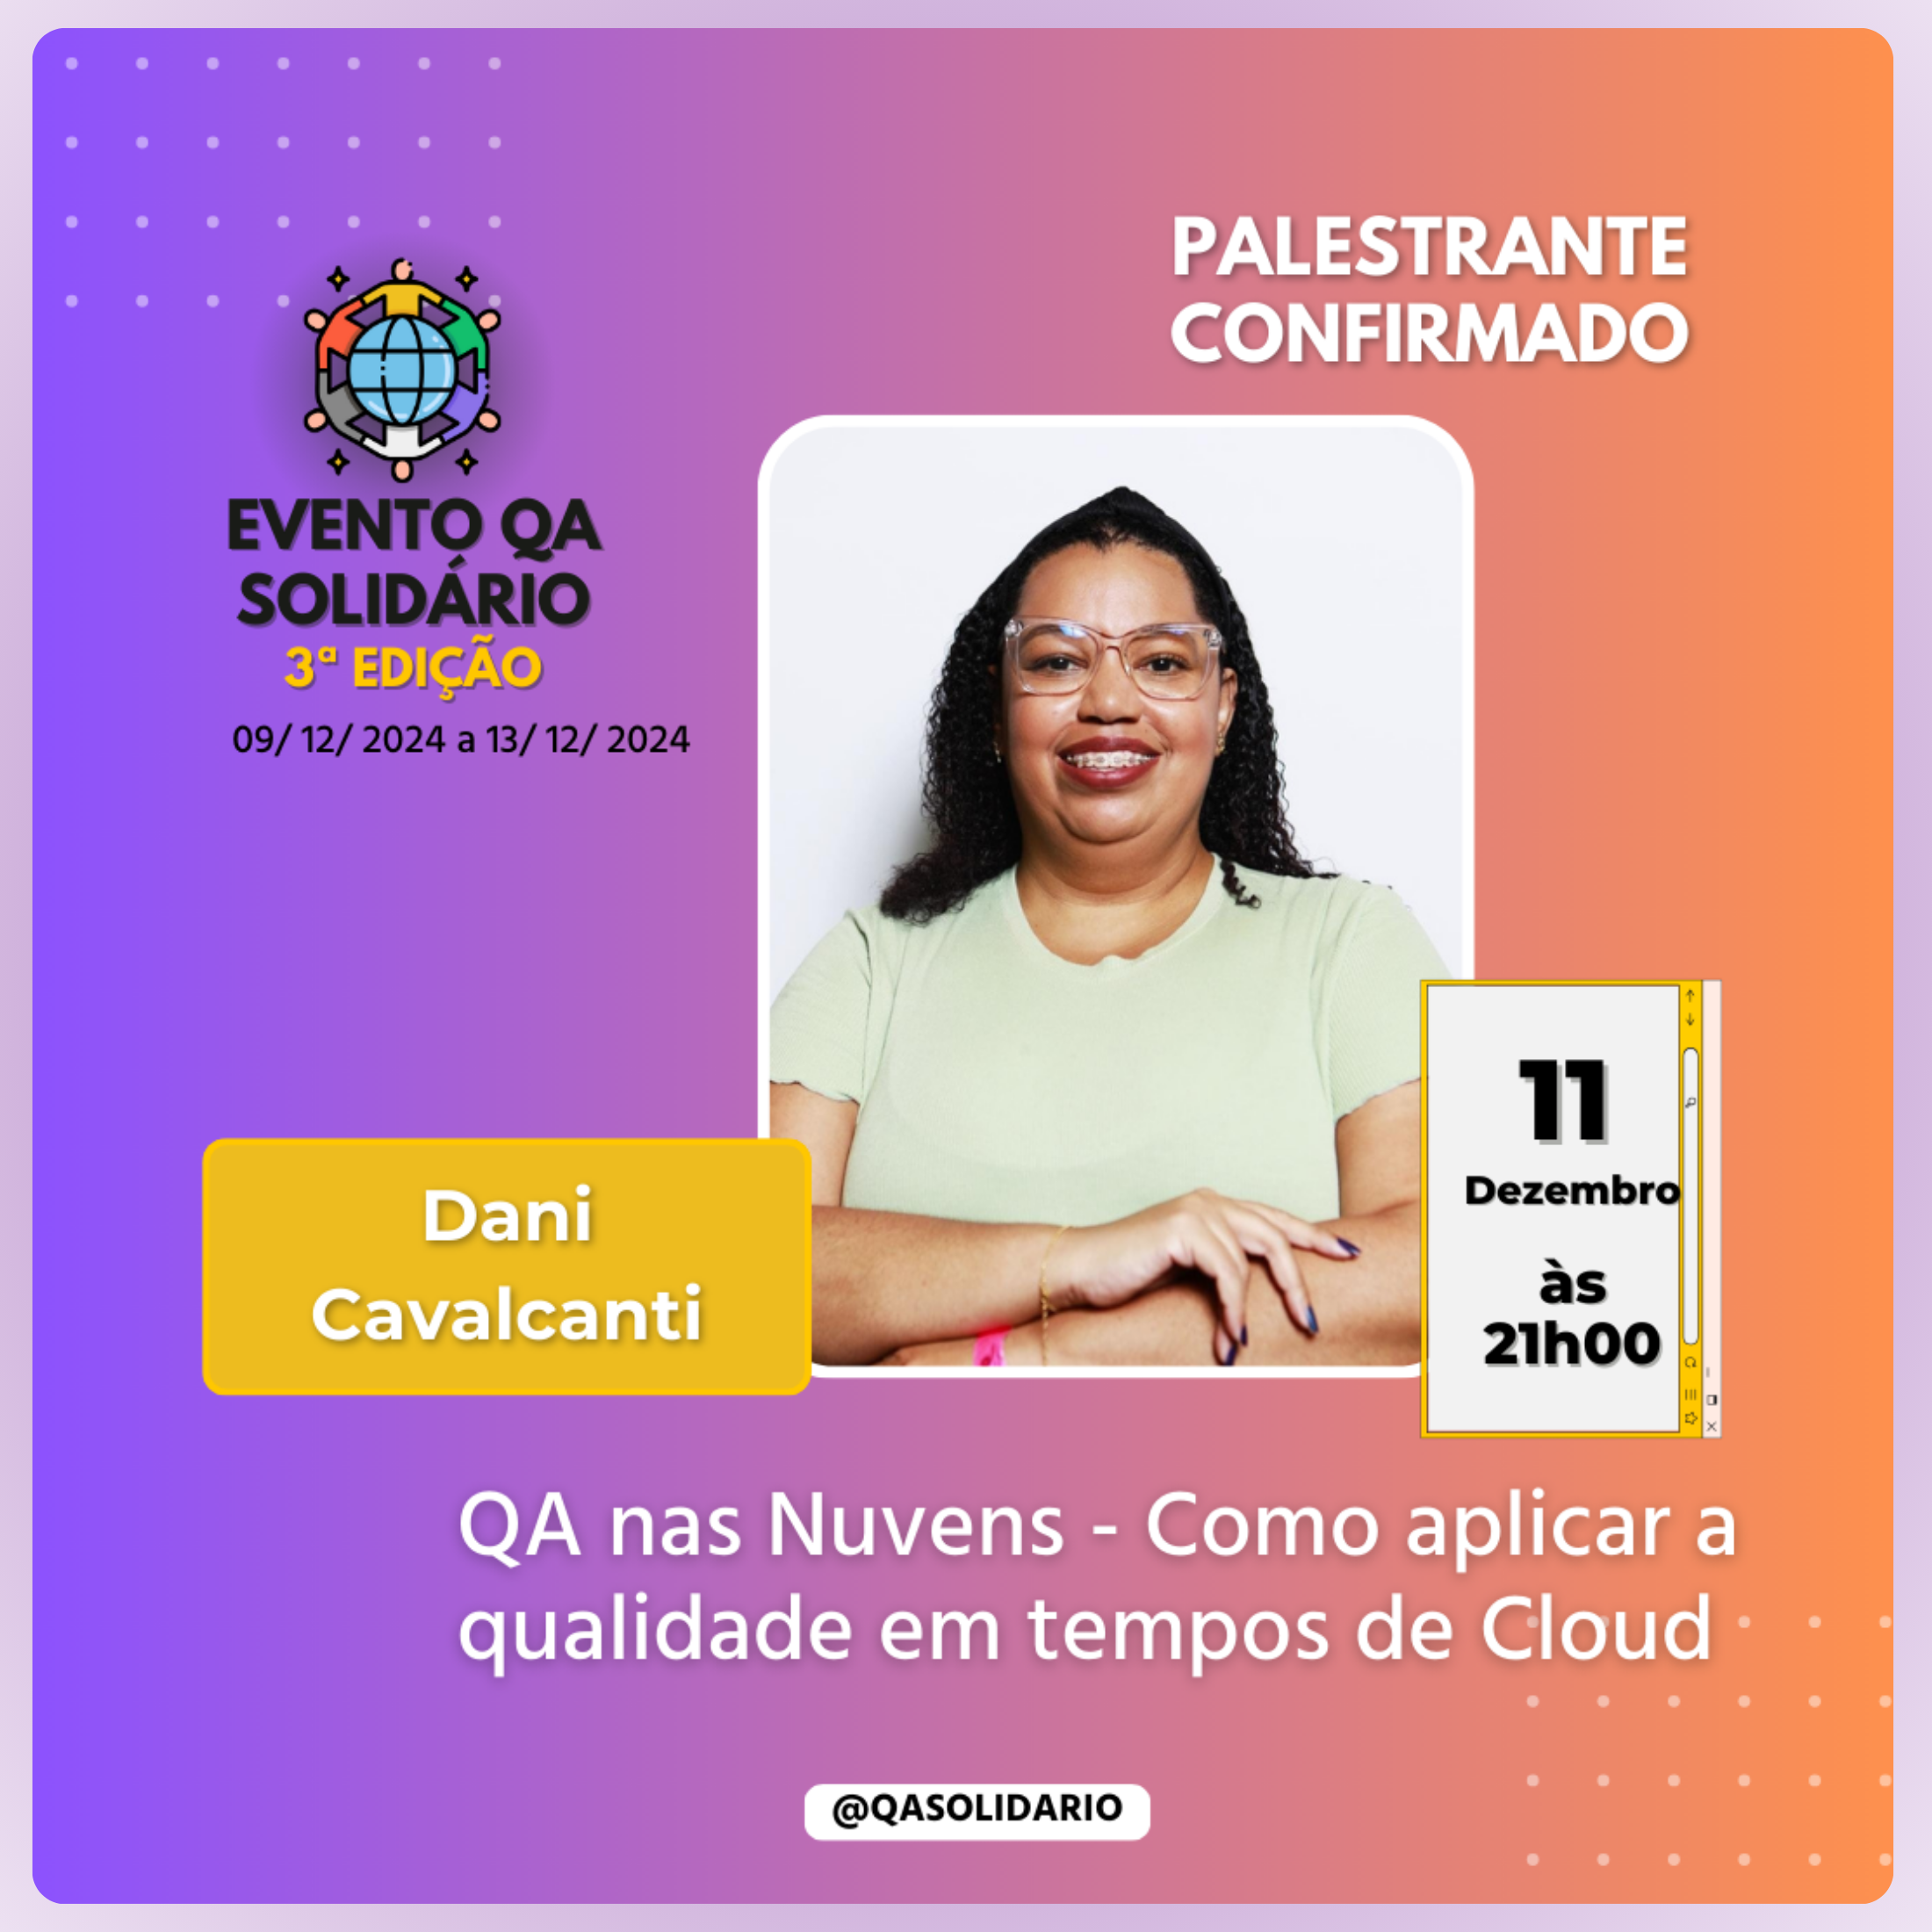 PALESTRANTE
CONFIRMADO
EVENTO QA
SOLIDÁRIO
3ª EDIÇÃO
09/ 12/ 2024 a 13/ 12/ 2024
Dani
Cavalcanti
11
Dezembro
às
21h00
QA nas Nuvens - Como aplicar a
qualidade em tempos de Cloud
@QASOLIDARIO